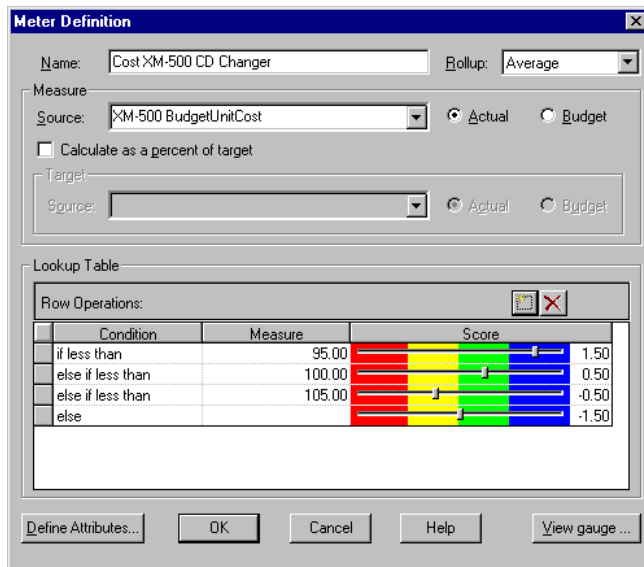 Meter Definition
Name: Cost XM-500 CD Changer Rollup: Average
Measure
Source: XM-500 BudgetUnitCost Actual Budget
Calculate as a percent of target
Target
Source: Actual Budget
Lookup Table
Row Operations:
Condition Measure Score
if less than 95.00 1.50
else if less than 100.00 0.50
else if less than 105.00 -0.50
else -1.50
Define Attributes... OK Cancel Help View gauge ...